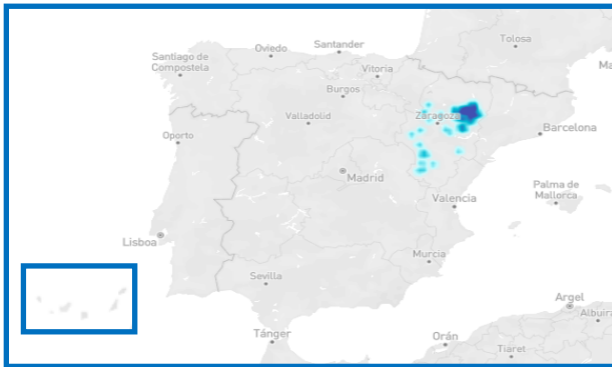 Tolosa
Santander
Oviedo
Santiago de
Compostela
Vitoria
Burgos
Zaragoza
Valladolid
Barcelona
Oporto
Madrid
Palma de
Mallorca
Valencia
Lisboa
Murcia
Sevilla
Argel
Tánger
Orán
Tiaret